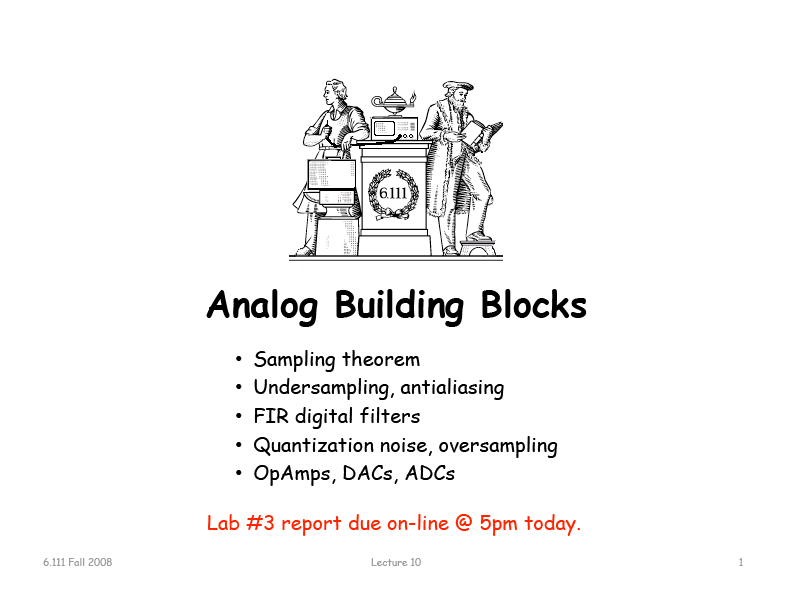 6.111
Analog Building Blocks
• Sampling theorem
• Undersampling, antialiasing
• FIR digital filters
• Quantization noise, oversampling
• OpAmps, DACs, ADCs
Lab #3 report due on-line @ 5pm today.
6.111 Fall 2008
Lecture 10
1